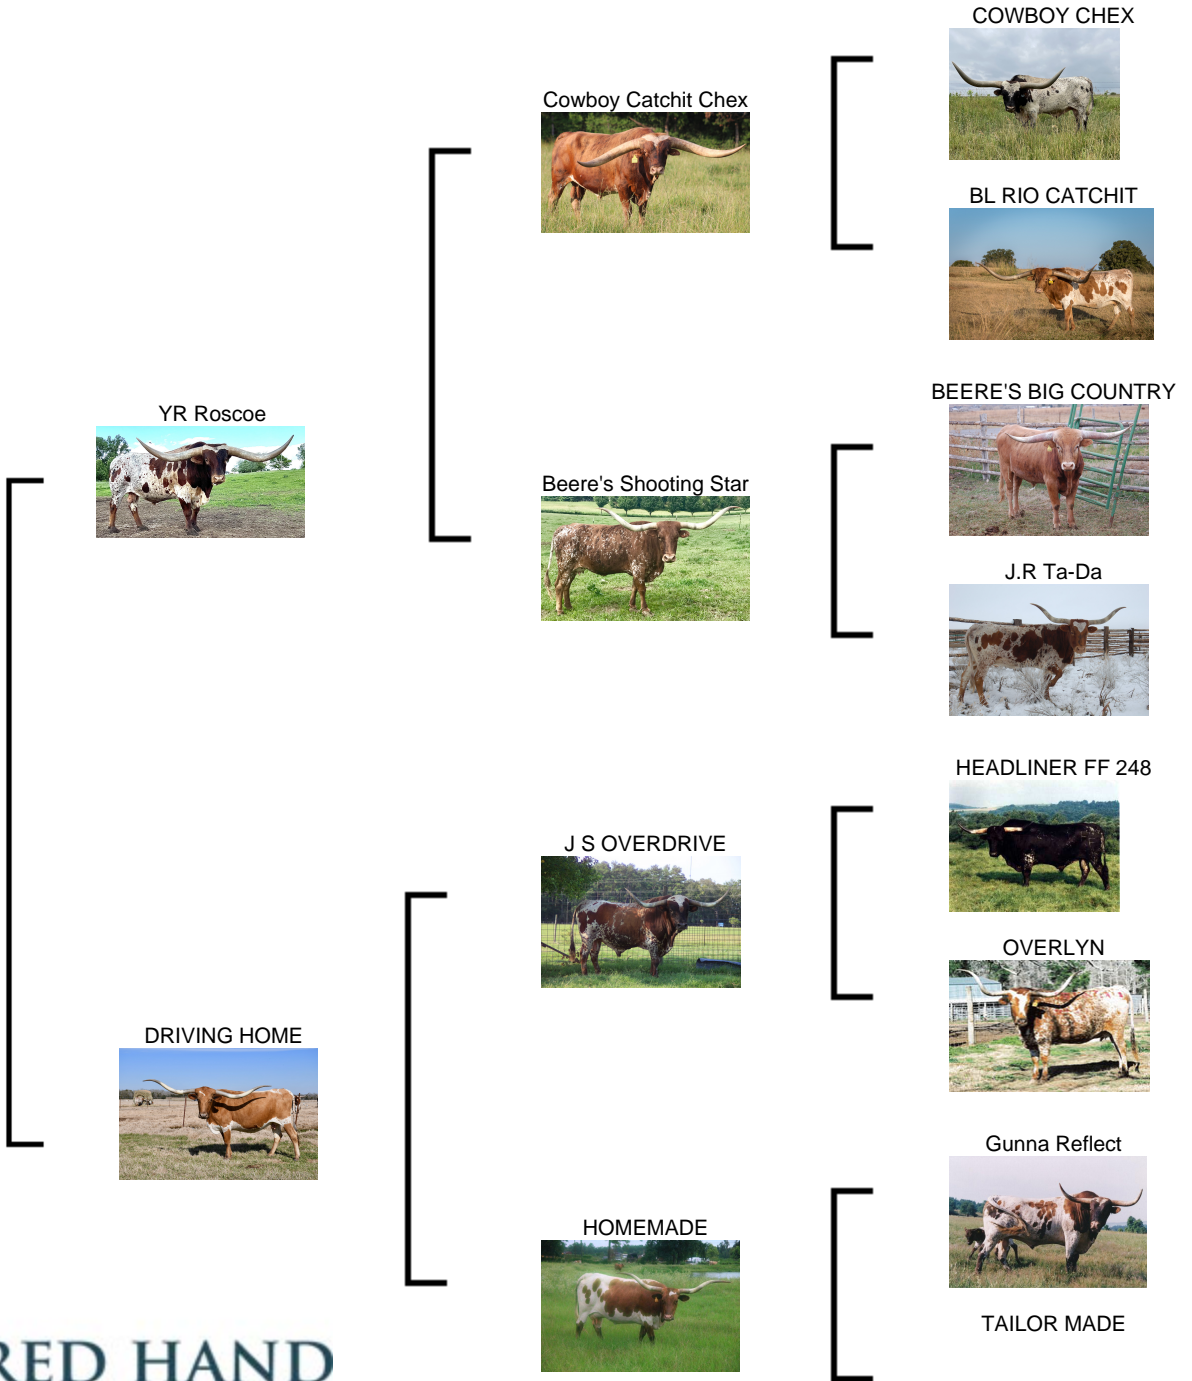 COWBOY CHEX
Cowboy Catchit Chex
BL RIO CATCHIT
BEERE'S BIG COUNTRY
YR Roscoe
Beere's Shooting Star
J.R Ta-Da
HEADLINER FF 248
J S OVERDRIVE
OVERLYN
DRIVING HOME
Gunna Reflect
HOMEMADE
TAILOR MADE
RED HAND